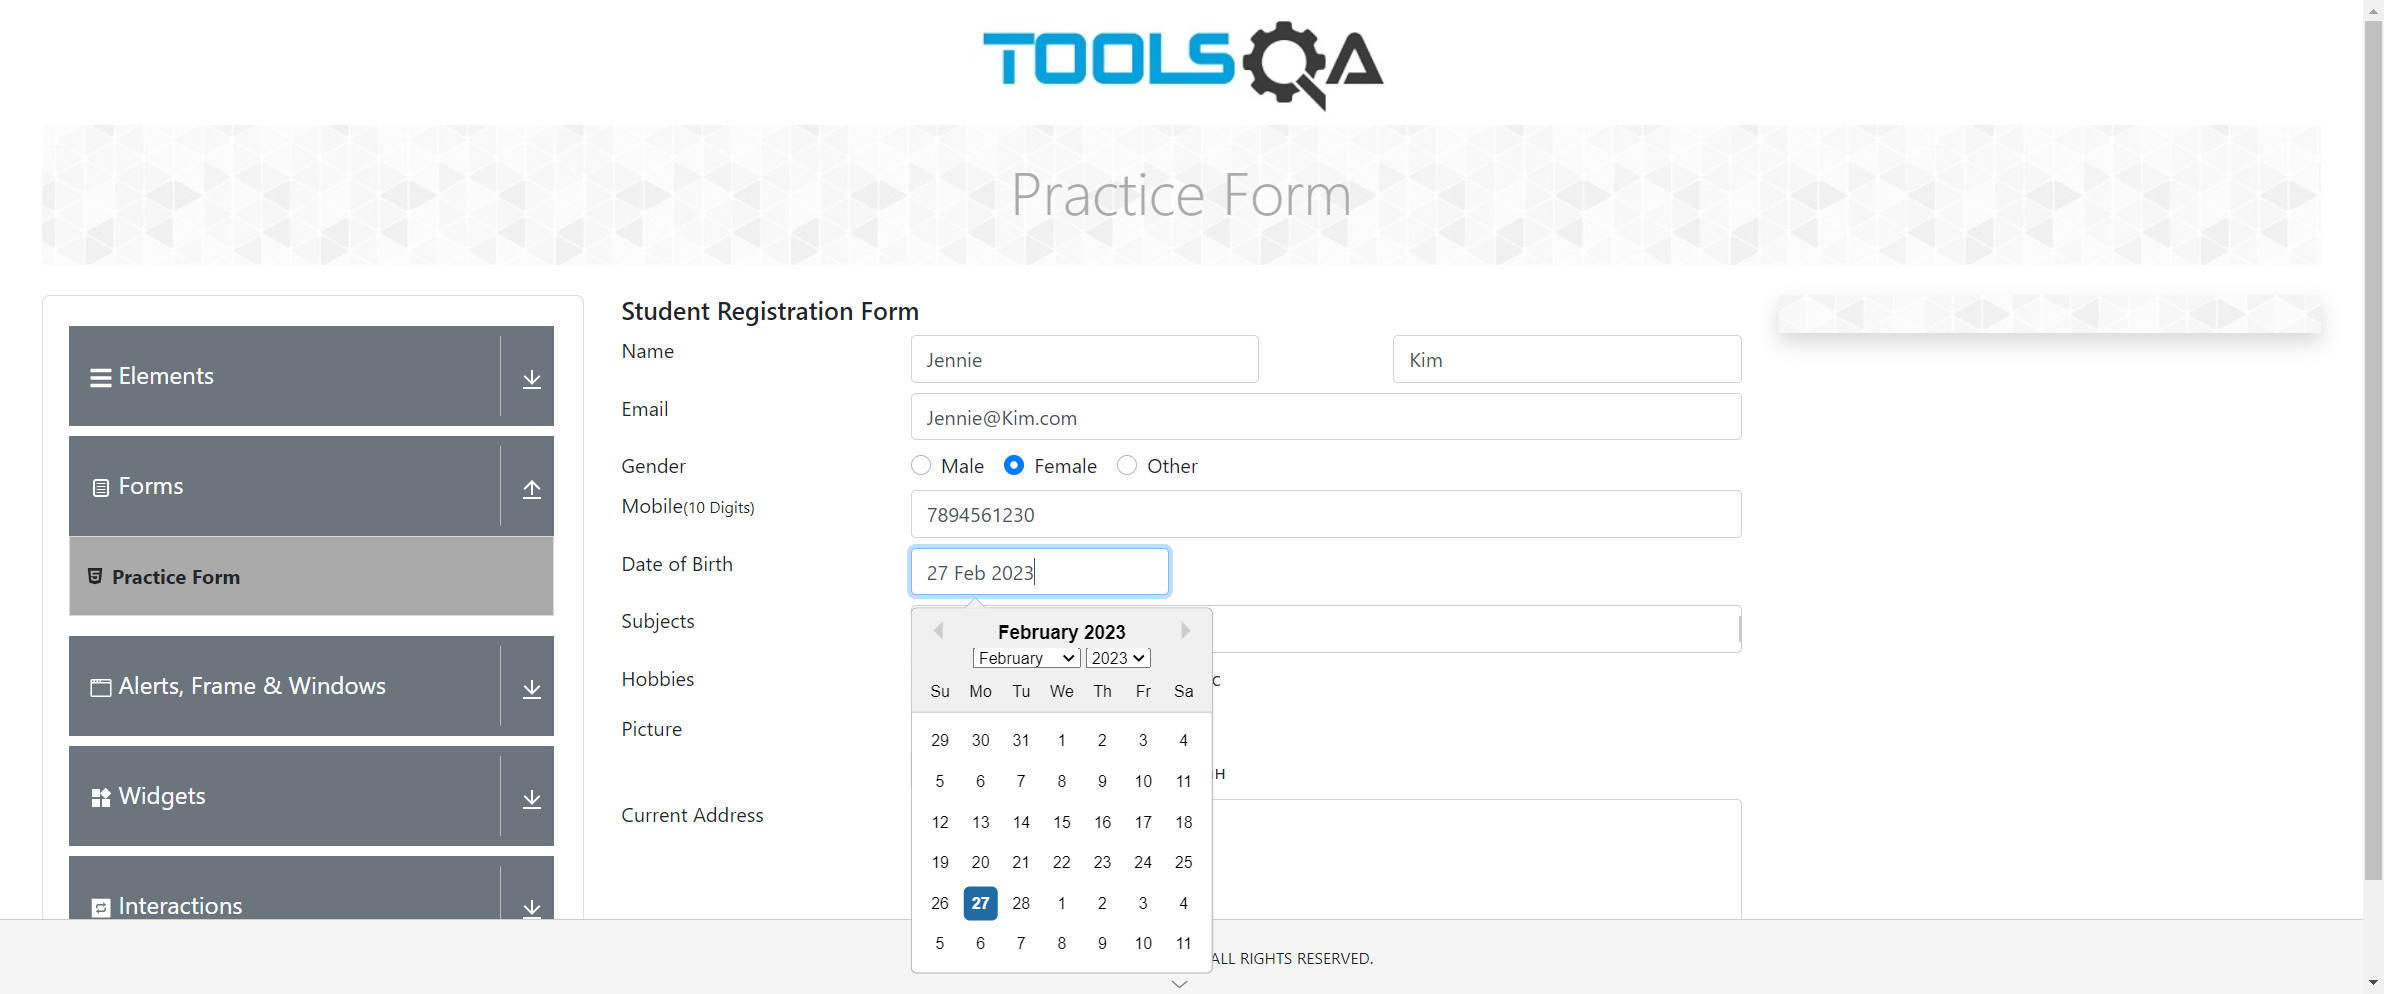 TOOLSQA
Practice Form
Elements
Forms
Practice Form
Alerts, Frame & Windows
Widgets
Interactions
Student Registration Form
Name
Jennie
Kim
Email
Jennie@Kim.com
Gender
Male
Female
Other
Mobile(10 Digits)
7894561230
Date of Birth
27 Feb 2023
Subjects
Hobbies
c
Picture
H
Current Address
February 2023
February 2023
Su Mo Tu We Th Fr Sa
29 30 31 1 2 3 4
5 6 7 8 9 10 11
12 13 14 15 16 17 18
19 20 21 22 23 24 25
26 27 28 1 2 3 4
5 6 7 8 9 10 11
ALL RIGHTS RESERVED.